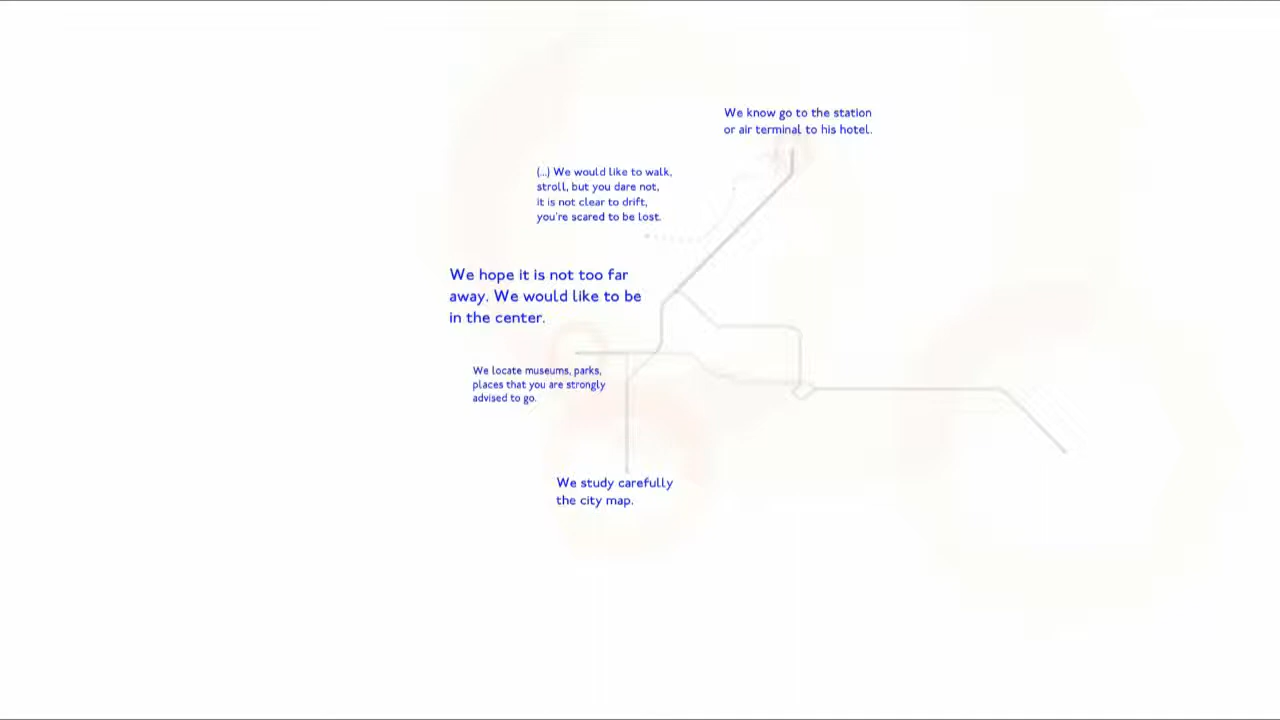 We know go to the station
or air terminal to his hotel.
(...) We would like to walk,
stroll, but you dare not,
it is not clear to drift,
you're scared to be lost.
We hope it is not too far
away. We would like to be
in the center.
We locate museums, parks,
places that you are strongly
advised to go.
We study carefully
the city map.